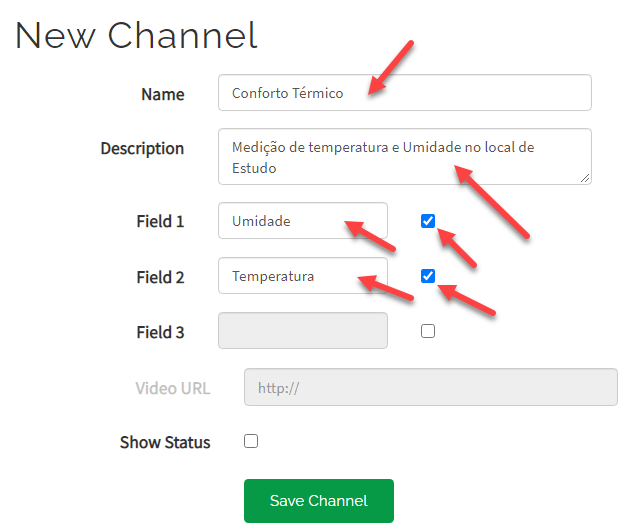 New Channel
Name
Conforto Térmico
Description
Medição de temperatura e Umidade no local de
Estudo
Field 1
Umidade
Field 2
Temperatura
Field 3
Video URL
http://
Show Status
Save Channel